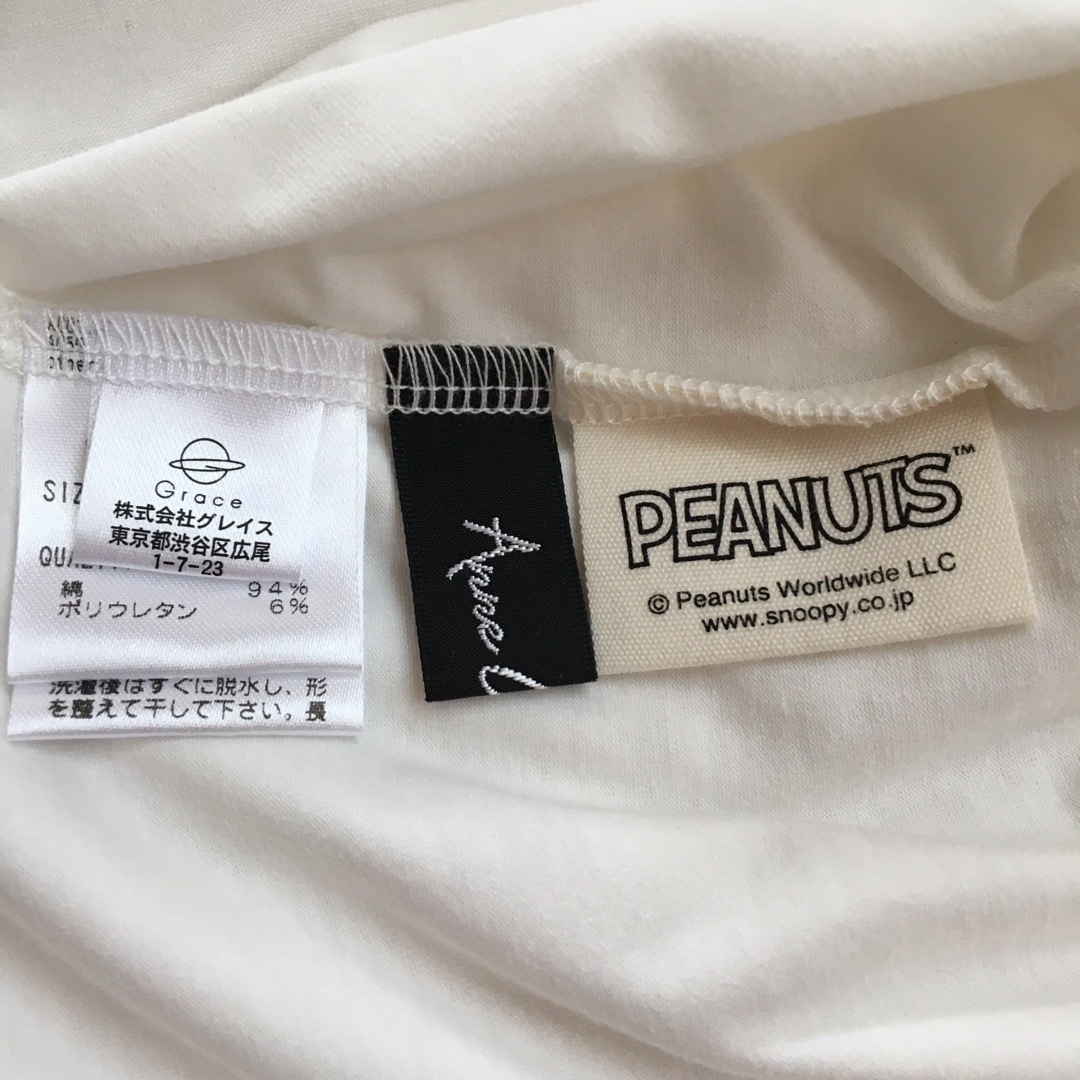 SIZ
Grace
株式会社グレイス
東京都渋谷区広尾
1-7-23
綿 94%
ポリウレタン 6%
洗濯後はすぐに脱水し、形
を整えて干して下さい。長
PEANUTS™
© Peanuts Worldwide LLC
www.snoopy.co.jp